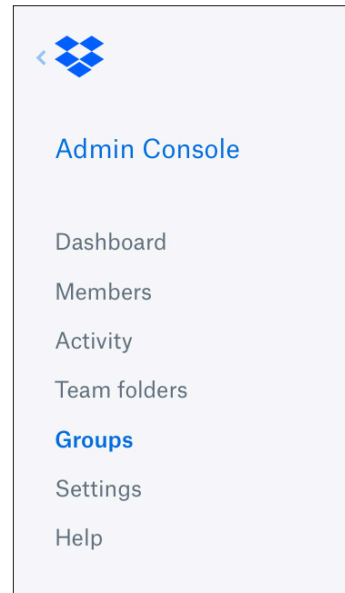 Admin Console
Dashboard
Members
Activity
Team folders
Groups
Settings
Help